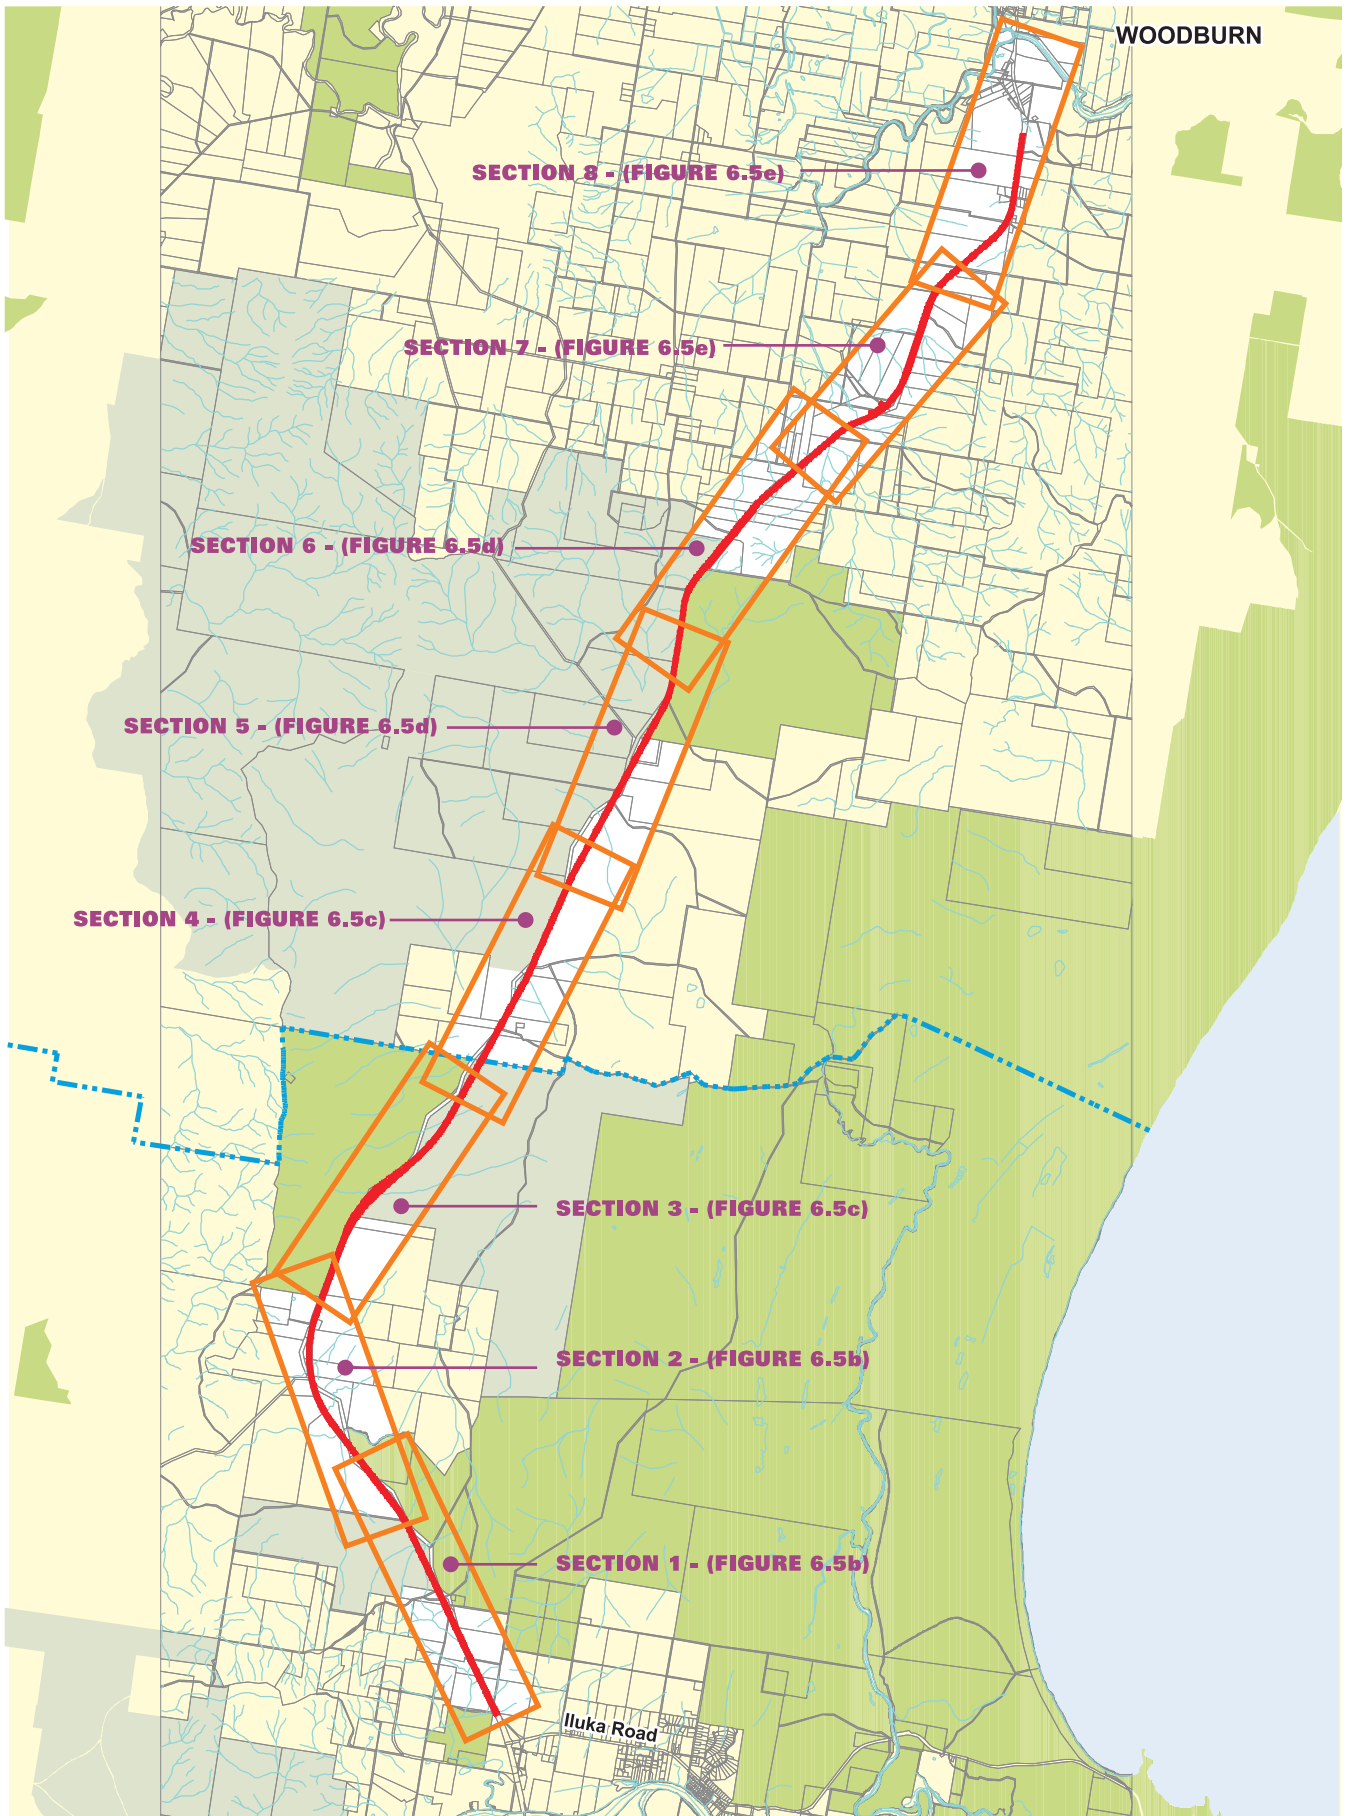 WOODBURN
SECTION 8 - (FIGURE 6.5e)
SECTION 7 - (FIGURE 6.5e)
SECTION 6 - (FIGURE 6.5d)
SECTION 5 - (FIGURE 6.5d)
SECTION 4 - (FIGURE 6.5c)
SECTION 3 - (FIGURE 6.5c)
SECTION 2 - (FIGURE 6.5b)
SECTION 1 - (FIGURE 6.5b)
Iluka Road